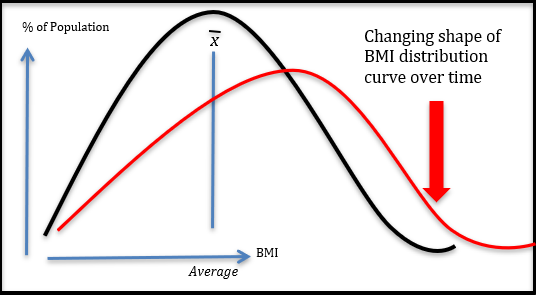 % of Population
x̄
Changing shape of
BMI distribution
curve over time
BMI
Average